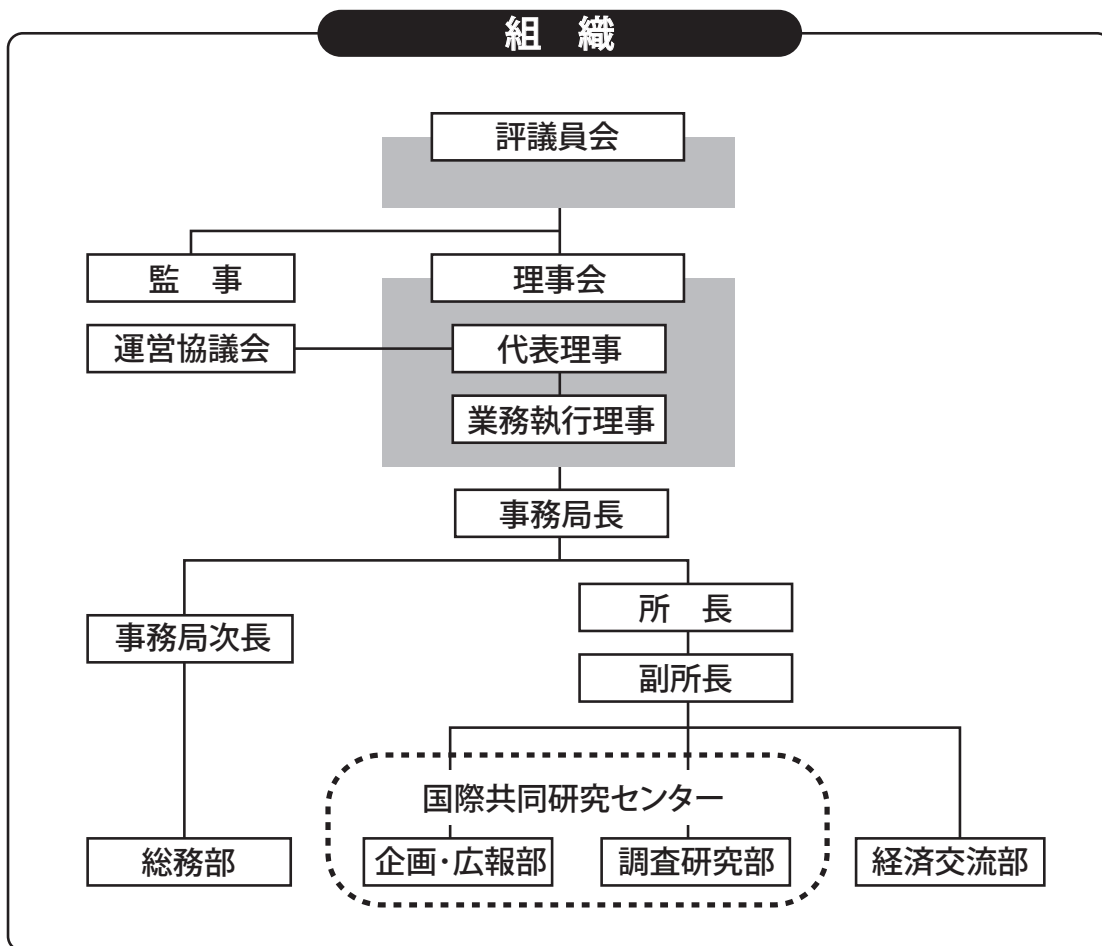 組　織
評議員会
監　事
理事会
運営協議会
代表理事
業務執行理事
事務局長
事務局次長
所　長
副所長
国際共同研究センター
総務部
企画・広報部
調査研究部
経済交流部